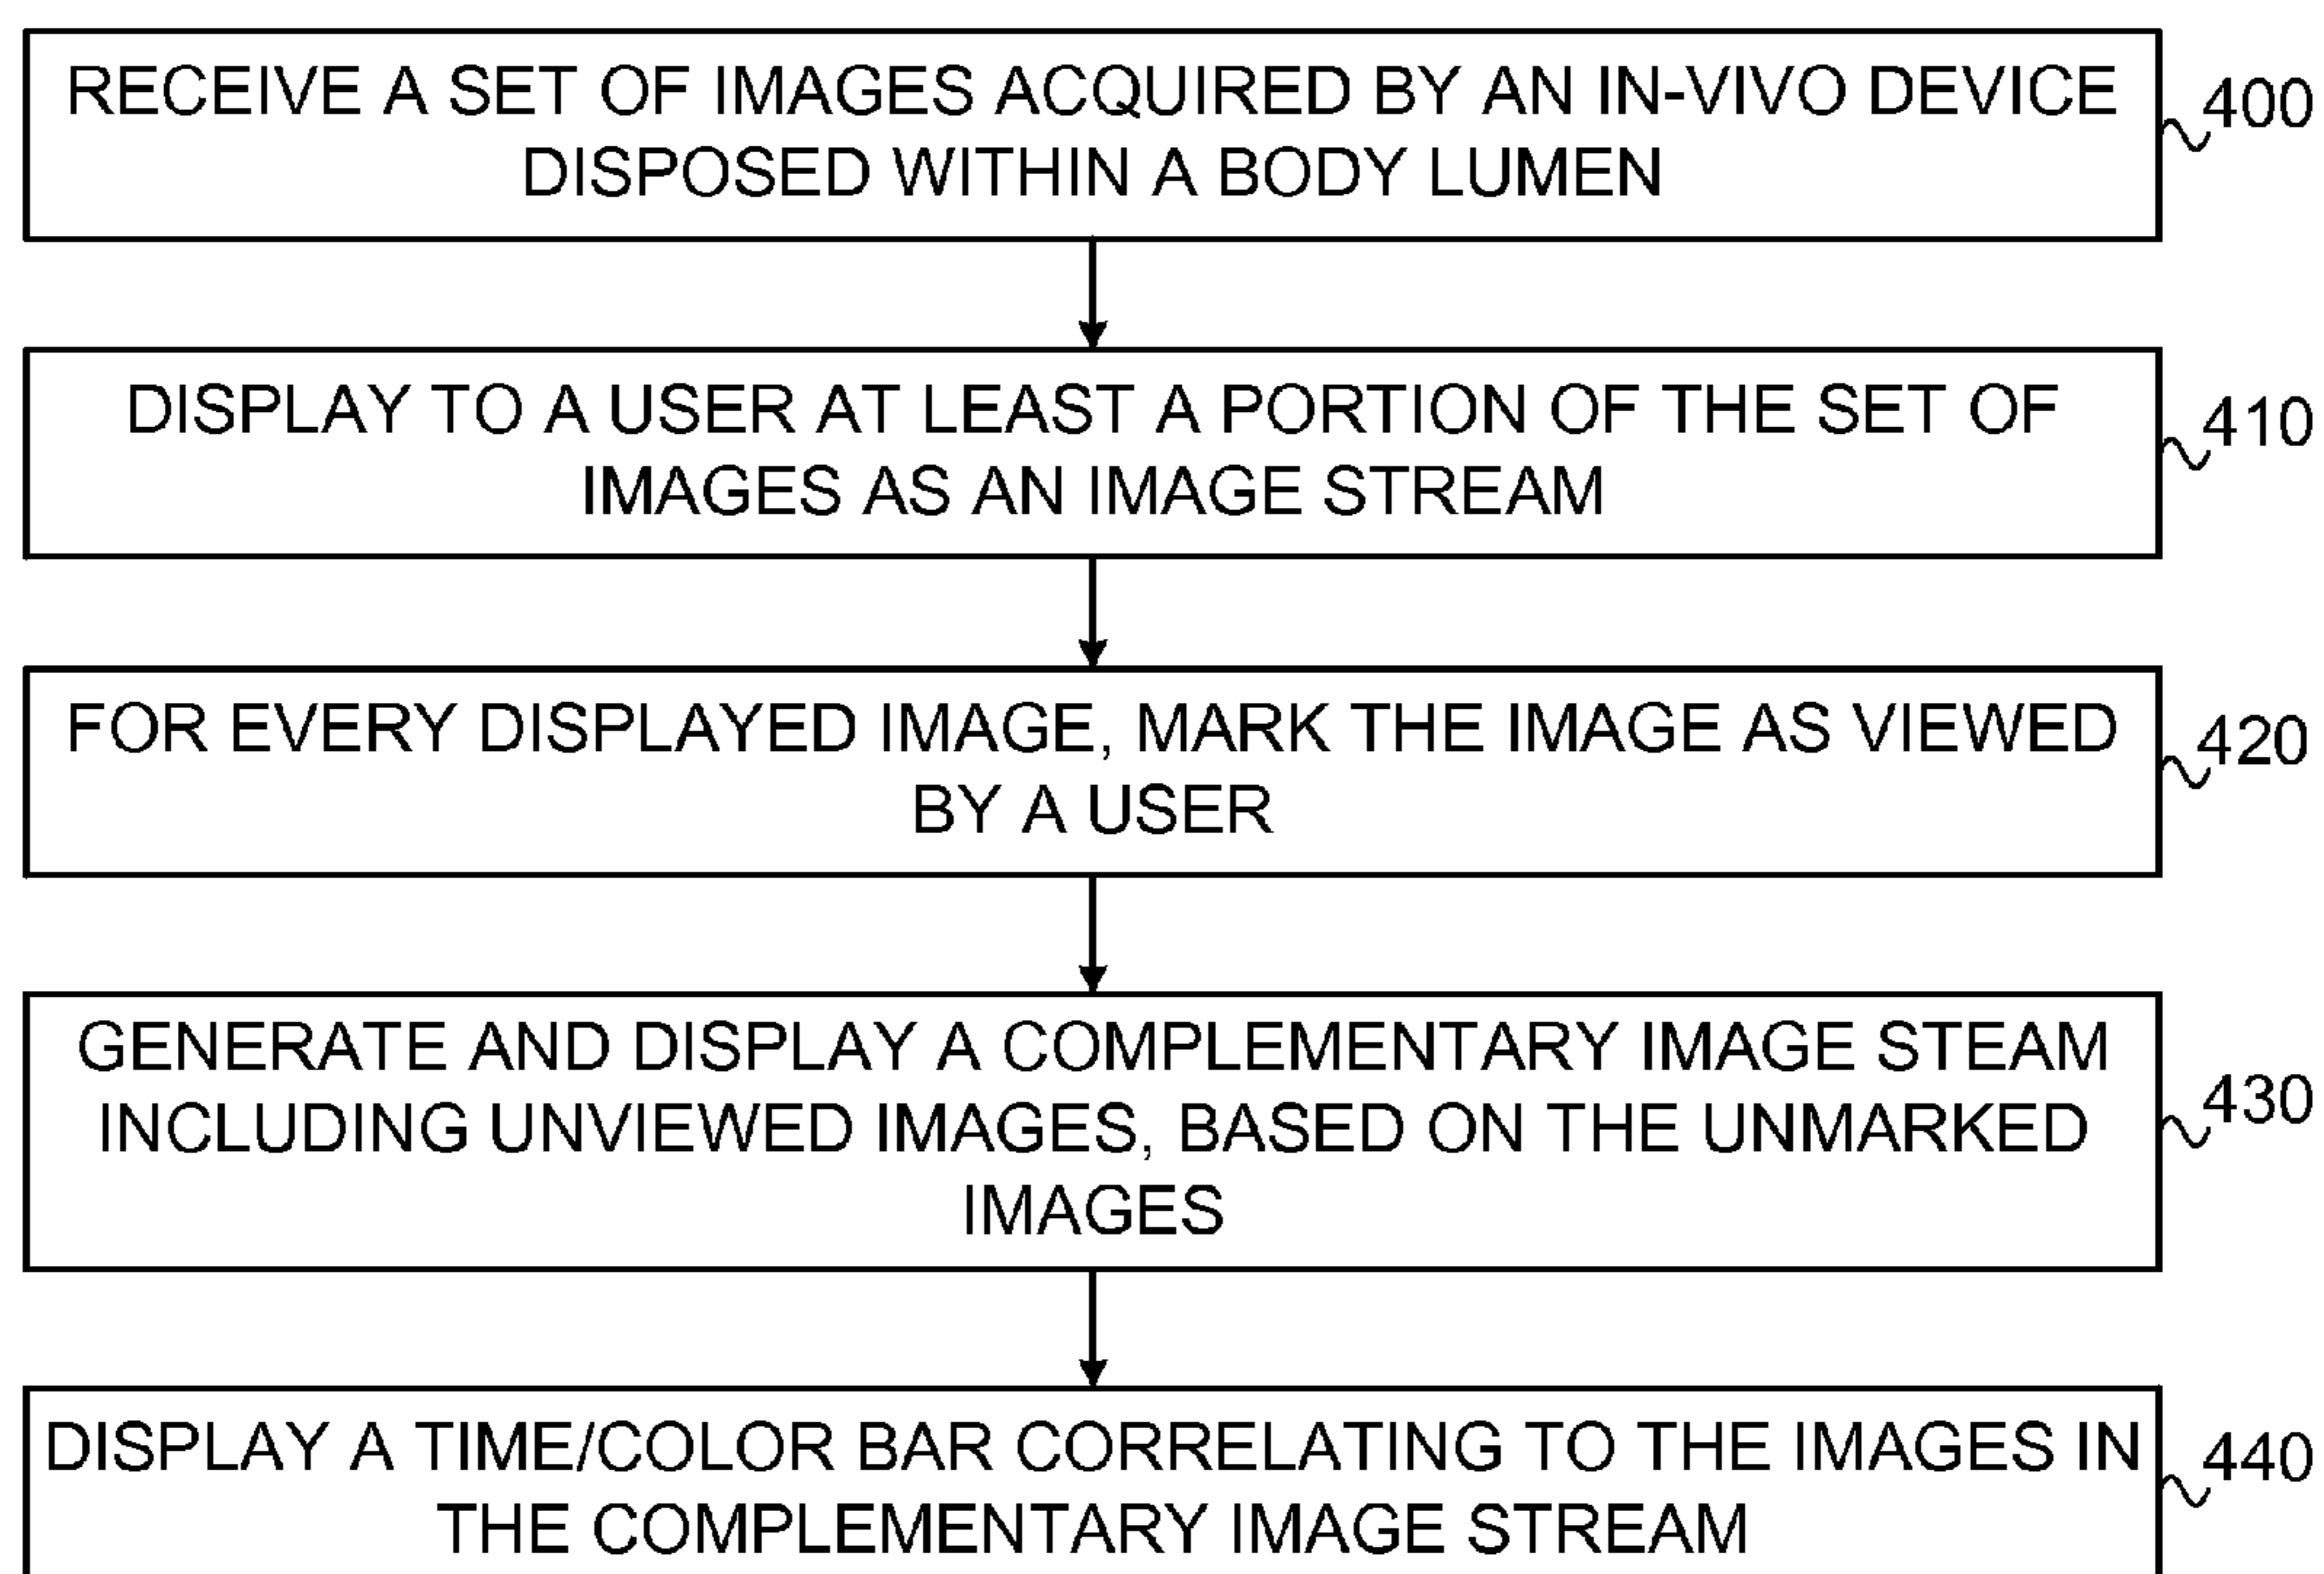 RECEIVE A SET OF IMAGES ACQUIRED BY AN IN-VIVO DEVICE
DISPOSED WITHIN A BODY LUMEN
400
DISPLAY TO A USER AT LEAST A PORTION OF THE SET OF
IMAGES AS AN IMAGE STREAM
410
FOR EVERY DISPLAYED IMAGE, MARK THE IMAGE AS VIEWED
BY A USER
420
GENERATE AND DISPLAY A COMPLEMENTARY IMAGE STEAM
INCLUDING UNVIEWED IMAGES, BASED ON THE UNMARKED
IMAGES
430
DISPLAY A TIME/COLOR BAR CORRELATING TO THE IMAGES IN
THE COMPLEMENTARY IMAGE STREAM
440